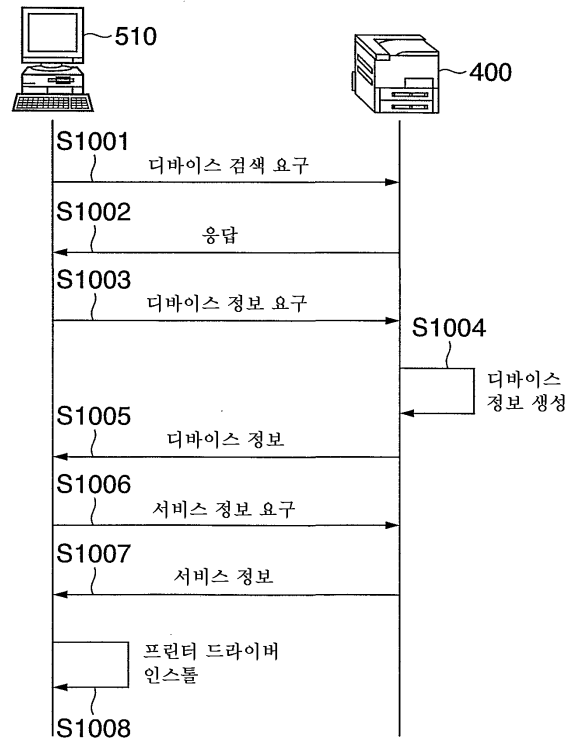 510
400
S1001
디바이스 검색 요구
S1002
응답
S1003
디바이스 정보 요구
S1004
디바이스
정보 생성
S1005
디바이스 정보
S1006
서비스 정보 요구
S1007
서비스 정보
프린터 드라이버
인스톨
S1008